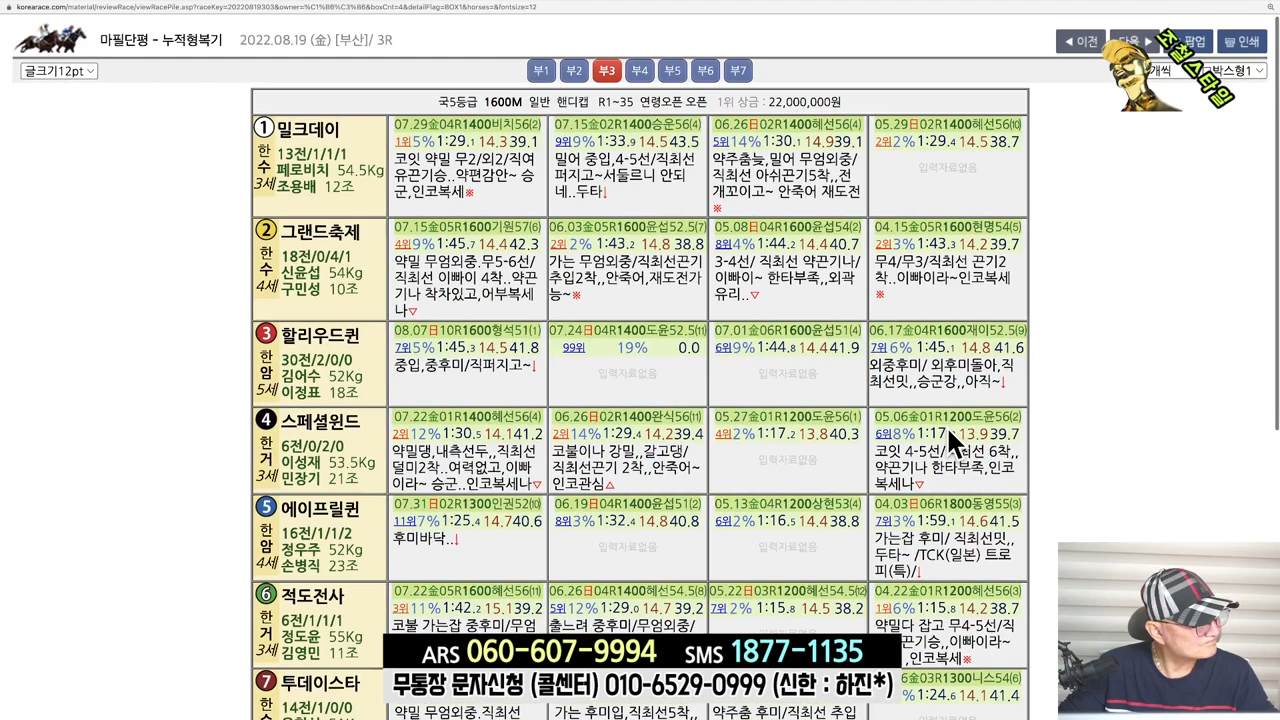 korearace.com/material/reviewRace/viewRacePile.asp?raceKey=20220819303&owner=%C1%B6%C3%B6&boxCnt=4&detailFlag=BOX1&horses=&fontsize=12
마필단평 - 누적형복기 2022.08.19 (金) [부산]/ 3R
◀ 이전 다음 ▶ 팝업 인쇄
글크기12pt 부1 부2 부3 부4 부5 부6 부7 개씩 박스형1
조철스타일
국5등급 1600M 일반 핸디캡 R1~35 연령오픈 오픈 1위 상금 : 22,000,000원
① 밀크데이
한 수 3세
13전/1/1/1
페로비치 54.5Kg
조용배 12조
07.29金04R1400비치56(2)
1위5% 1:29.1 14.3 39.1
코잇 약밀 무2/외2/직여
유끈기승..약편감안~ 승
군,인코복세※
07.15金02R1400승운56(4)
9위9% 1:33.9 14.5 43.5
밀어 중입,4-5선/직최선
퍼지고~서둘르니 안되
네..두타↓
06.26日02R1400혜선56(4)
5위14% 1:30.1 14.9 39.1
약주춤늦,밀어 무엄외중/
직최선 아쉬끈기5착,,전
개꼬이고~ 안죽어 재도전
※
05.29日02R1400혜선56(10)
2위2% 1:29.4 14.5 38.7
입력자료없음
② 그랜드축제
한 수 4세
18전/0/4/1
신윤섭 54Kg
구민성 10조
07.15金05R1600기원57(6)
4위9% 1:45.7 14.4 42.3
약밀 무엄외중.무5-6선/
직최선 이빠이 4착..약끈
기나 착차있고,어부복세
나▽
06.03金05R1600윤섭52.5(7)
2위2% 1:43.2 14.8 38.8
가는 무엄외중/직최선끈기
추입2착,,안죽어,재도전가
능~※
05.08日04R1600윤섭54(2)
8위4% 1:44.2 14.4 40.7
3-4선/ 직최선 약끈기나/
이빠이~ 한타부족,,외곽
유리..▽
04.15金05R1600현명54(5)
2위3% 1:43.3 14.2 39.7
무4/무3/직최선 끈기2
착..이빠이라~인코복세
※
③ 할리우드퀸
한 암 5세
30전/2/0/0
김어수 52Kg
이정표 18조
08.07日10R1600형석51(1)
7위5% 1:45.3 14.5 41.8
중입,중후미/직퍼지고~↓
07.24日04R1400도윤52.5(11)
99위 19% 0.0
입력자료없음
07.01金06R1600윤섭51(4)
6위9% 1:44.8 14.4 41.9
입력자료없음
06.17金04R1600재이52.5(9)
7위6% 1:45.1 14.8 41.6
외중후미/ 외후미돌아,직
최선밋,,승군강,,아직~↓
④ 스페셜윈드
한 거 3세
6전/0/2/0
이성재 53.5Kg
민장기 21조
07.22金01R1400혜선56(4)
2위12% 1:30.5 14.1 41.2
약밀댕,내측선두,,직최선
덜미2착..여력없고,이빠
이라~ 승군..인코복세나▽
06.26日02R1400완식56(11)
2위14% 1:29.4 14.2 39.4
코붙이나 강밀,,갈고댕/
직최선끈기 2착,,안죽어~
인코관심△
05.27金01R1200도윤56(1)
4위2% 1:17.2 13.8 40.3
입력자료없음
05.06金01R1200도윤56(2)
6위8% 1:17 13.9 39.7
코잇 4-5선/직최선 6착,,
약끈기나 한타부족,인코
복세나▽
⑤ 에이프릴퀸
한 암 4세
16전/1/1/2
정우주 52Kg
손병직 23조
07.31日02R1300인권52(10)
11위7% 1:25.4 14.7 40.6
후미바닥..↓
06.19日04R1400윤섭51(2)
8위3% 1:32.4 14.8 40.8
입력자료없음
05.13金04R1200상현53(4)
6위2% 1:16.5 14.4 38.8
입력자료없음
04.03日06R1800동영55(3)
7위3% 1:59.1 14.6 41.5
가는잡 후미/ 직최선밋,,
두타~ /TCK(일본) 트로
피(특)/↓
⑥ 적도전사
한 거 3세
6전/1/1/1
정도윤 55Kg
김영민 11조
07.22金06R1600혜선56(11)
3위11% 1:42.2 15.1 39.2
코붙 가는잡 중후미/무엄
06.26日04R1400혜선54.5(8)
5위12% 1:29.0 14.7 39.2
출느려 중후미.무엄외중/
05.22日03R1200혜선54.5(12)
7위2% 1:15.8 14.5 38.2
04.22金01R1200혜선56(3)
1위6% 1:15.8 14.2 38.7
약밀다 잡고 무4-5선/직
끈기승,,이빠이라~
,인코복세※
⑦ 투데이스타
14전/1/0/0
약밀 무엄외중.직최선
가는 후미입,직최선5착,,
약주춤 후미/직최선 추입
6金03R1300니스54(6)
% 1:24.6 14.1 41.4
ARS 060-607-9994 SMS 1877-1135
무통장 문자신청 (콜센터) 010-6529-0999 (신한 : 하진*)